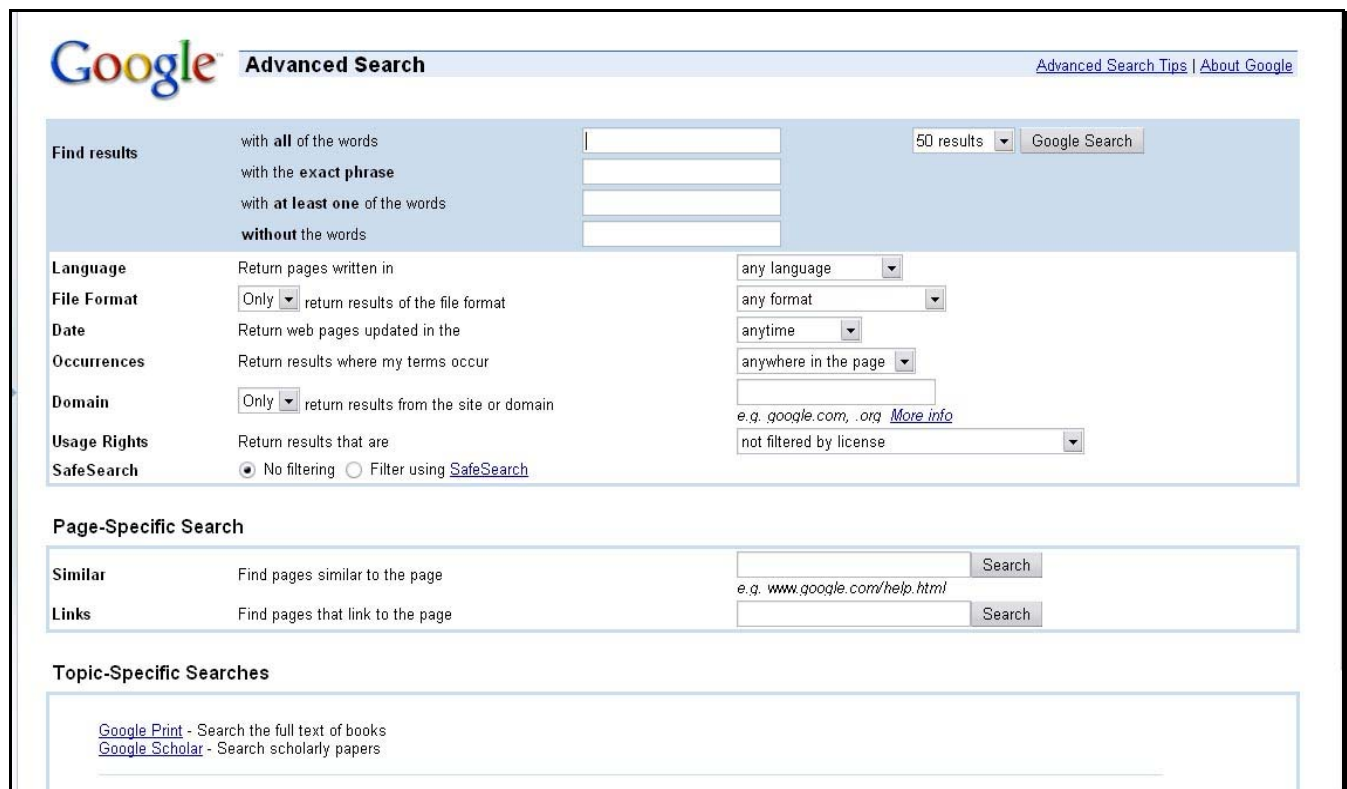 Google™ Advanced Search Advanced Search Tips | About Google
Find results with all of the words 50 results Google Search
with the exact phrase
with at least one of the words
without the words
Language Return pages written in any language
File Format Only return results of the file format any format
Date Return web pages updated in the anytime
Occurrences Return results where my terms occur anywhere in the page
Domain Only return results from the site or domain
e.g. google.com, .org More info
Usage Rights Return results that are not filtered by license
SafeSearch No filtering Filter using SafeSearch
Page-Specific Search
Similar Find pages similar to the page Search
e.g. www.google.com/help.html
Links Find pages that link to the page Search
Topic-Specific Searches
Google Print - Search the full text of books
Google Scholar - Search scholarly papers